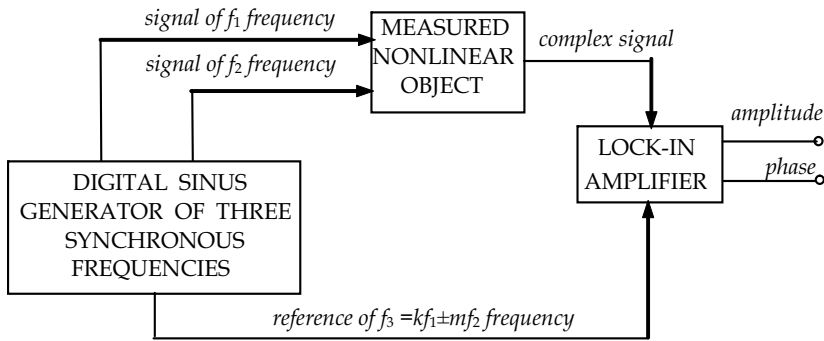 signal of f₁ frequency
signal of f₂ frequency
MEASURED
NONLINEAR
OBJECT
complex signal
amplitude
phase
LOCK-IN
AMPLIFIER
DIGITAL SINUS
GENERATOR OF THREE
SYNCHRONOUS
FREQUENCIES
reference of f₃ =kf₁±mf₂ frequency